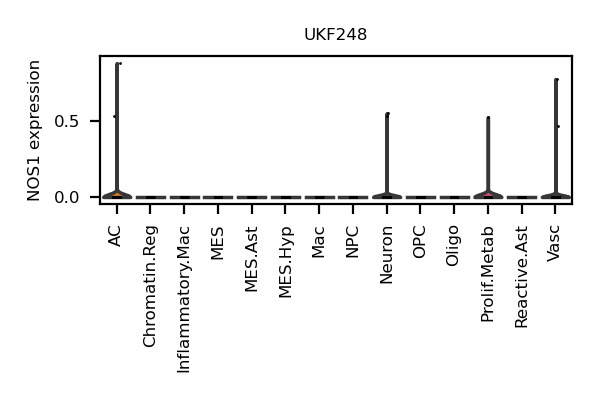 UKF248
NOS1 expression
0.5
0.0
AC
Chromatin.Reg
Inflammatory.Mac
MES
MES.Ast
MES.Hyp
Mac
NPC
Neuron
OPC
Oligo
Prolif.Metab
Reactive.Ast
Vasc